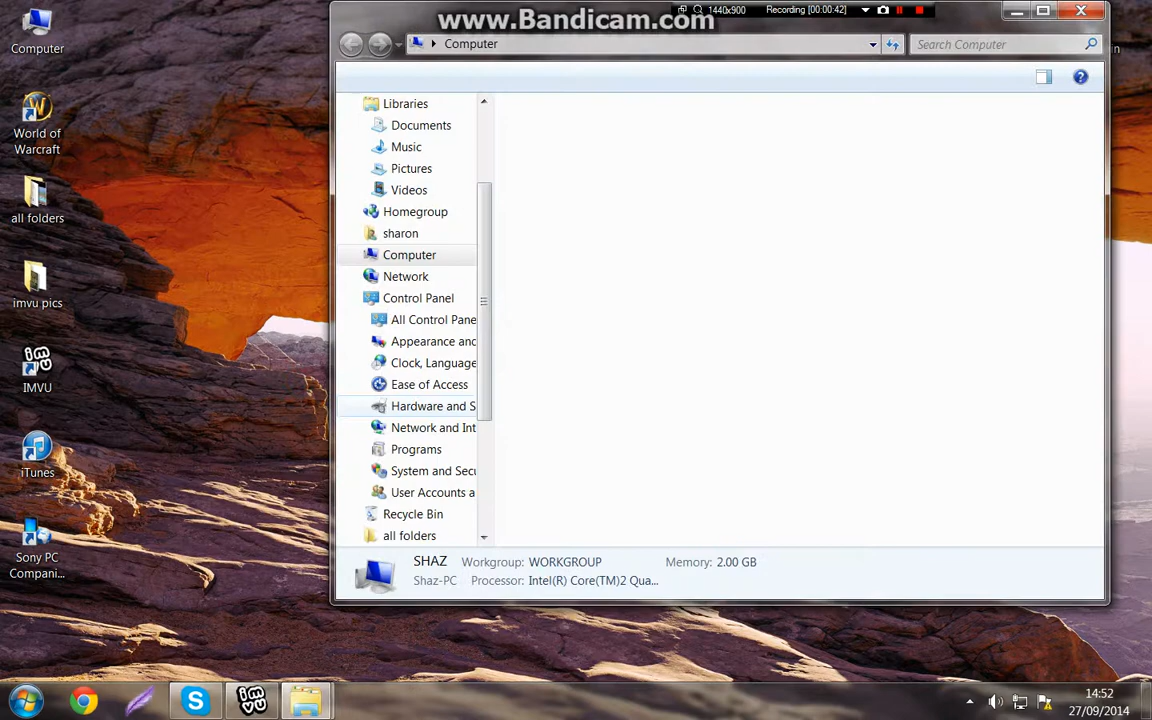 www.Bandicam.com
1440x900
Recording [00:00:42]
Computer
Search Computer
in
Computer
World of
Warcraft
all folders
imvu pics
IMVU
iTunes
Sony PC
Compani...
Libraries
Documents
Music
Pictures
Videos
Homegroup
sharon
Computer
Network
Control Panel
All Control Pane
Appearance and
Clock, Language
Ease of Access
Hardware and S
Network and Int
Programs
System and Secu
User Accounts a
Recycle Bin
all folders
SHAZ Workgroup: WORKGROUP Memory: 2.00 GB
Shaz-PC Processor: Intel(R) Core(TM)2 Qua...
imvu
14:52
27/09/2014